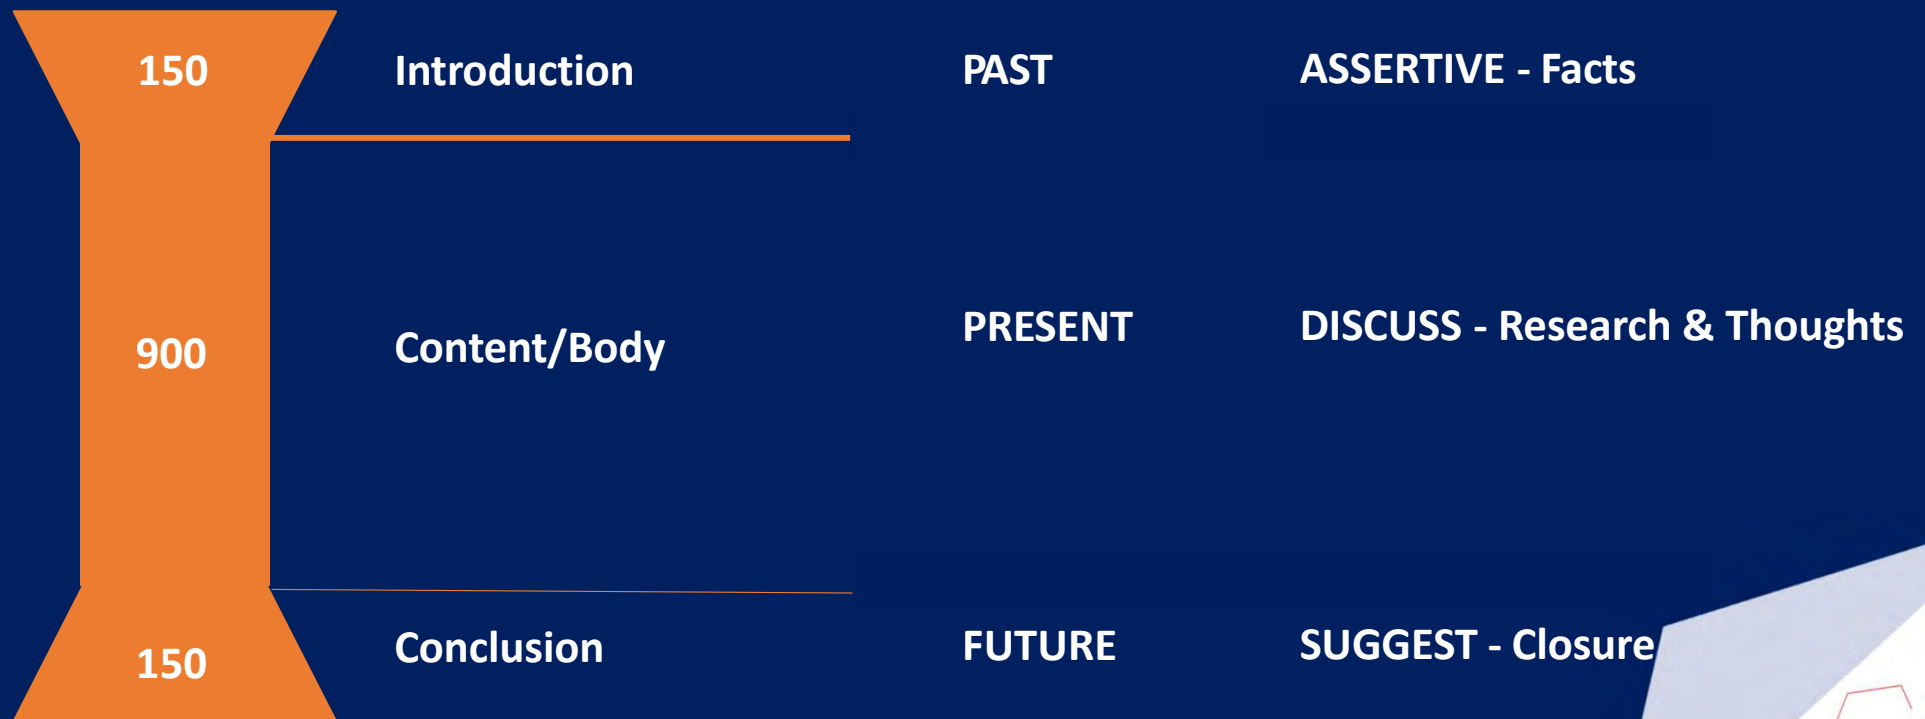 150 Introduction PAST ASSERTIVE - Facts
900 Content/Body PRESENT DISCUSS - Research & Thoughts
150 Conclusion FUTURE SUGGEST - Closure